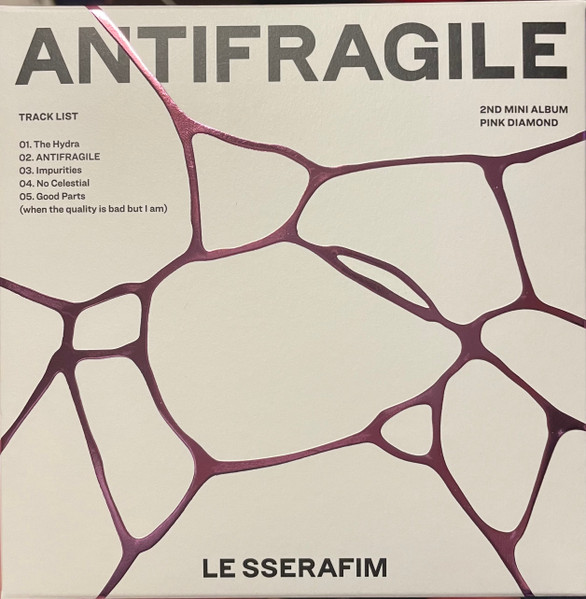 ANTIFRAGILE
TRACK LIST
01. The Hydra
02. ANTIFRAGILE
03. Impurities
04. No Celestial
05. Good Parts
(when the quality is bad but I am)
2ND MINI ALBUM
PINK DIAMOND
LE SSERAFIM